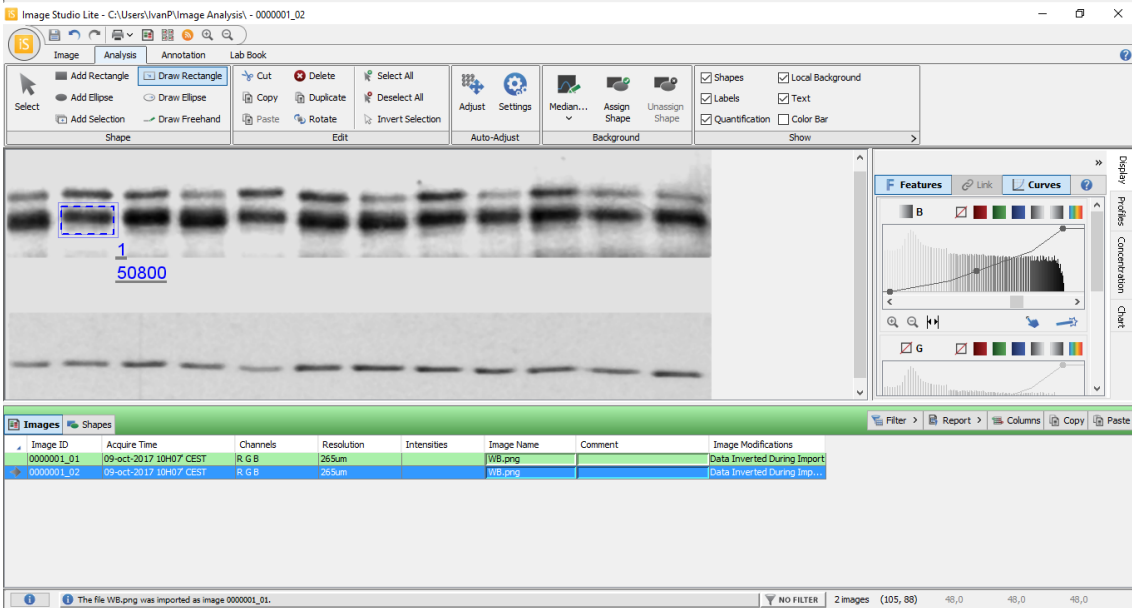 Image Studio Lite - C:\Users\IvanP\Image Analysis\ - 0000001_02
iS
Image Analysis Annotation Lab Book
Select
Add Rectangle Draw Rectangle
Add Ellipse Draw Ellipse
Add Selection Draw Freehand
Shape
Cut Delete Select All
Copy Duplicate Deselect All
Paste Rotate Invert Selection
Edit
Adjust Settings
Auto-Adjust
Median... Assign Shape Unassign Shape
Background
Shapes Local Background
Labels Text
Quantification Color Bar
Show
1
50800
F Features Link Curves
B
G
Display
Profiles
Concentration
Chart
Images Shapes
Filter Report Columns Copy Paste
Image ID Acquire Time Channels Resolution Intensities Image Name Comment Image Modifications
0000001_01 09-oct-2017 10H07' CEST R G B 265um WB.png Data Inverted During Import
0000001_02 09-oct-2017 10H07' CEST R G B 265um WB.png Data Inverted During Imp...
The file WB.png was imported as image 0000001_01.
NO FILTER 2 images (105, 88) 48,0 48,0 48,0